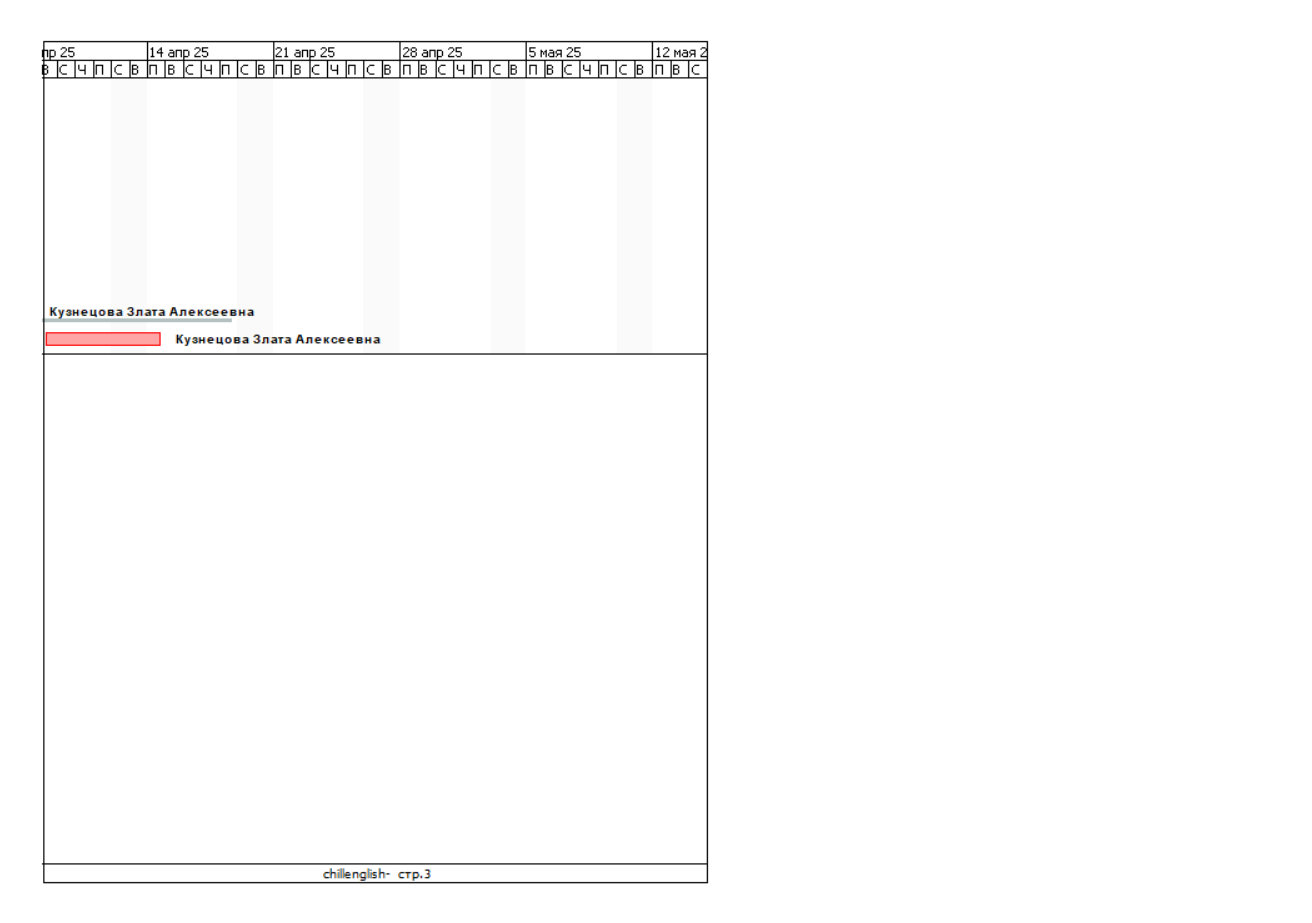 пр 25 14 апр 25 21 апр 25 28 апр 25 5 мая 25 12 мая 2
В С Ч П С В П В С Ч П С В П В С Ч П С В П В С Ч П С В П В С Ч П С В П В С
Кузнецова Злата Алексеевна
Кузнецова Злата Алексеевна
chillenglish- стр.3